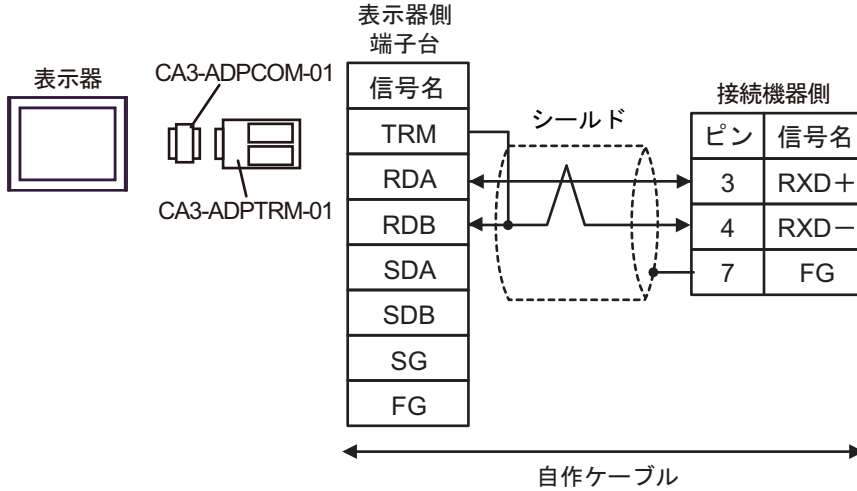 表示器
CA3-ADPCOM-01
CA3-ADPTRM-01
表示器側
端子台
信号名
TRM
RDA
RDB
SDA
SDB
SG
FG
シールド
接続機器側
ピン 信号名
3 RXD＋
4 RXD－
7 FG
自作ケーブル